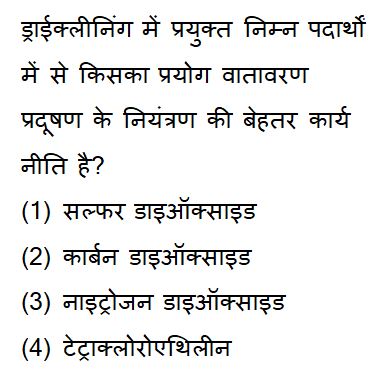 ड्राईक्लीनिंग में प्रयुक्त निम्न पदार्थों
में से किसका प्रयोग वातावरण
प्रदूषण के नियंत्रण की बेहतर कार्य
नीति है?
(1) सल्फर डाइऑक्साइड
(2) कार्बन डाइऑक्साइड
(3) नाइट्रोजन डाइऑक्साइड
(4) टेट्राक्लोरोएथिलीन